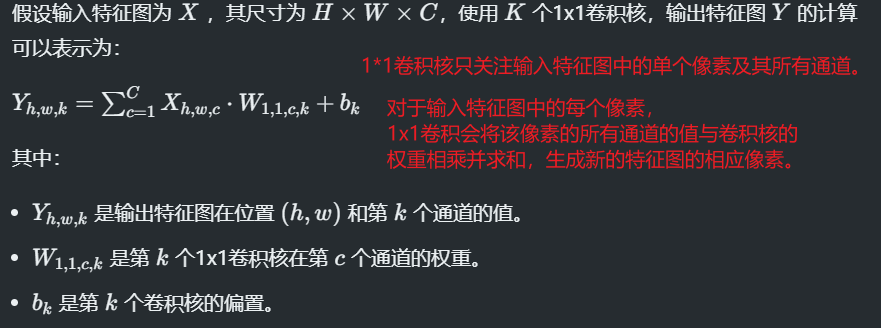 假设输入特征图为 X ，其尺寸为 H × W × C，使用 K 个1x1卷积核，输出特征图 Y 的计算
可以表示为：
1*1卷积核只关注输入特征图中的单个像素及其所有通道。
Y_{h,w,k} = ∑_{c=1}^{C} X_{h,w,c} · W_{1,1,c,k} + b_k
对于输入特征图中的每个像素，
1x1卷积会将该像素的所有通道的值与卷积核的
权重相乘并求和，生成新的特征图的相应像素。
其中：
• Y_{h,w,k} 是输出特征图在位置 (h, w) 和第 k 个通道的值。
• W_{1,1,c,k} 是第 k 个1x1卷积核在第 c 个通道的权重。
• b_k 是第 k 个卷积核的偏置。